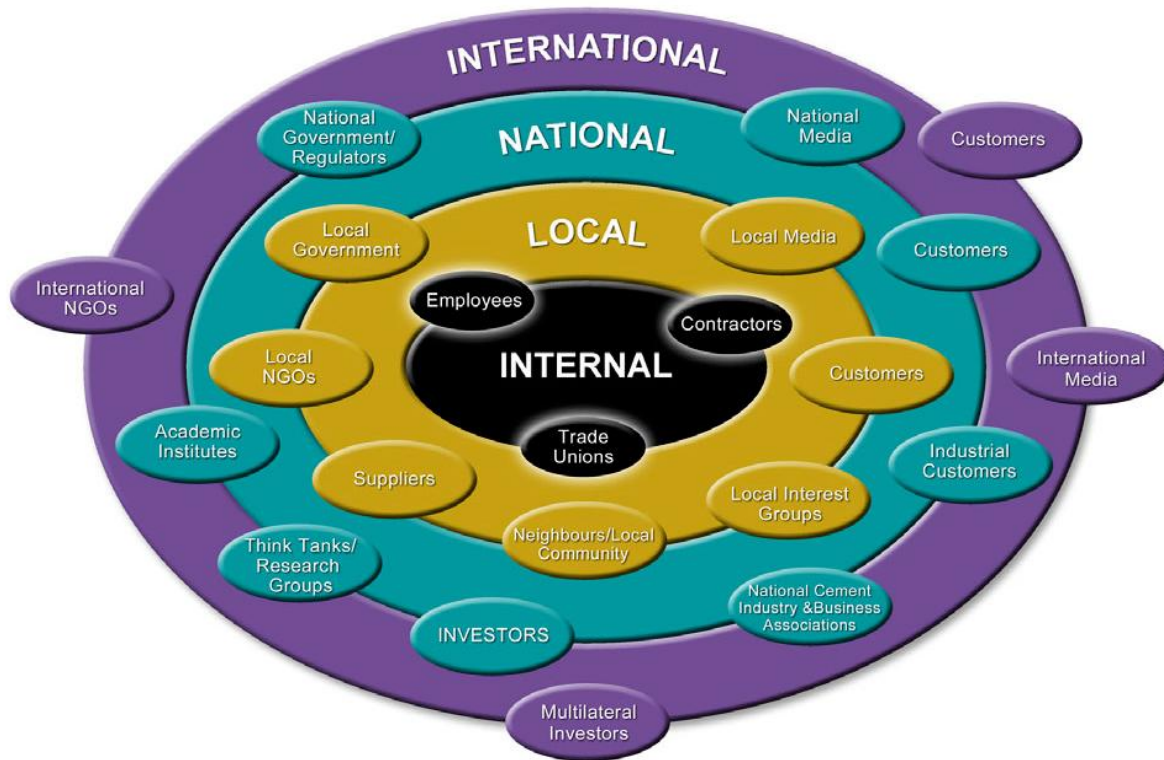 INTERNATIONAL
National
Government/
Regulators
NATIONAL
National
Media
Customers
Local
Government
LOCAL
Local Media
Customers
International
NGOs
Employees
Contractors
INTERNAL
Local
NGOs
Customers
International
Media
Academic
Institutes
Trade
Unions
Industrial
Customers
Suppliers
Local Interest
Groups
Neighbours/Local
Community
Think Tanks/
Research
Groups
National Cement
Industry &Business
Associations
INVESTORS
Multilateral
Investors